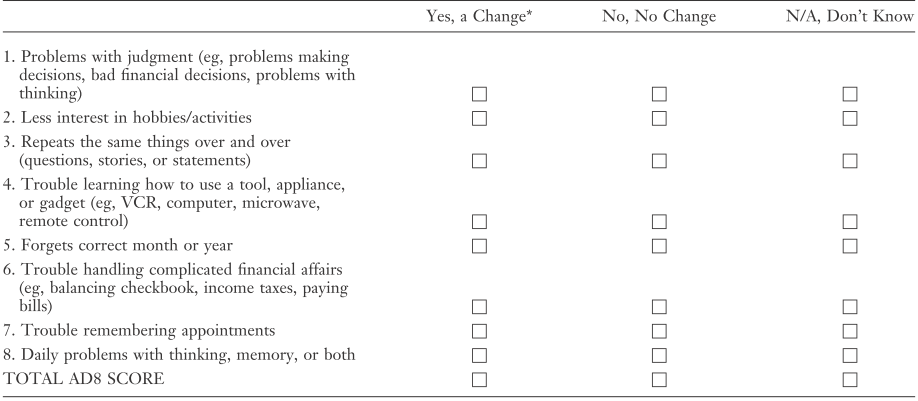 Yes, a Change* No, No Change N/A, Don't Know
1. Problems with judgment (eg, problems making
decisions, bad financial decisions, problems with
thinking)
2. Less interest in hobbies/activities
3. Repeats the same things over and over
(questions, stories, or statements)
4. Trouble learning how to use a tool, appliance,
or gadget (eg, VCR, computer, microwave,
remote control)
5. Forgets correct month or year
6. Trouble handling complicated financial affairs
(eg, balancing checkbook, income taxes, paying
bills)
7. Trouble remembering appointments
8. Daily problems with thinking, memory, or both
TOTAL AD8 SCORE